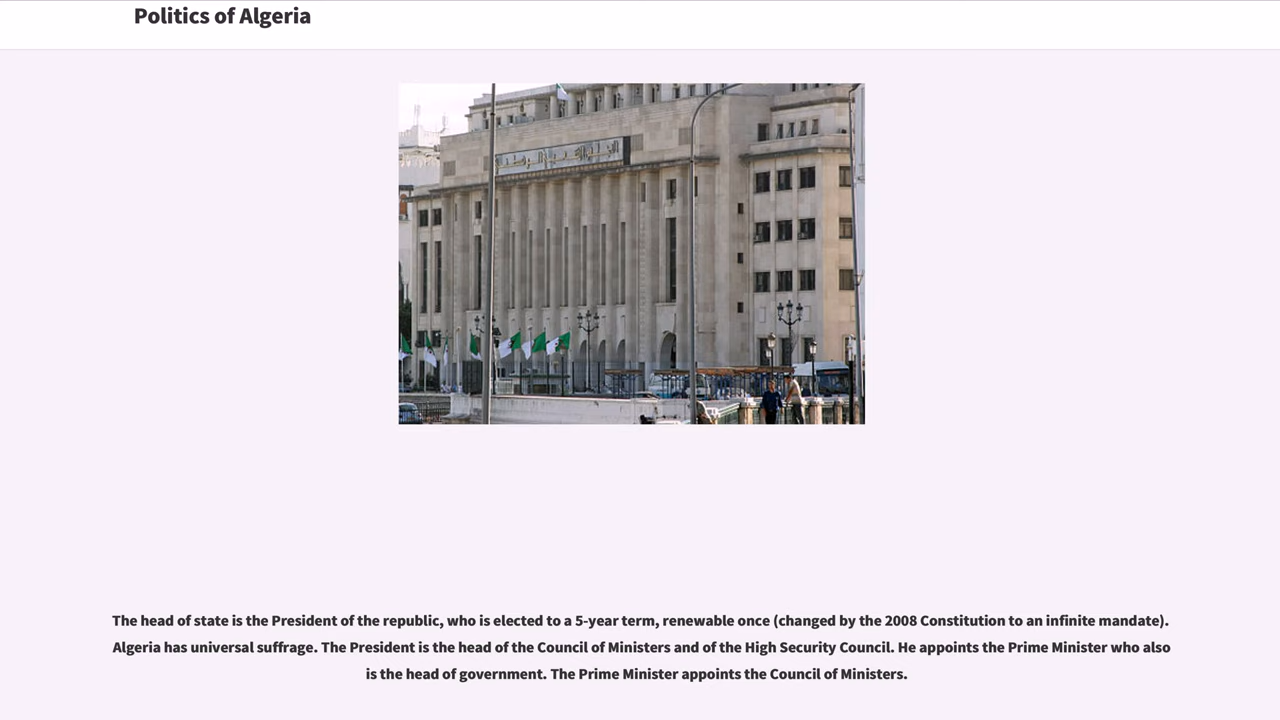 Politics of Algeria
المجلس الشعبي الوطني
The head of state is the President of the republic, who is elected to a 5-year term, renewable once (changed by the 2008 Constitution to an infinite mandate).
Algeria has universal suffrage. The President is the head of the Council of Ministers and of the High Security Council. He appoints the Prime Minister who also
is the head of government. The Prime Minister appoints the Council of Ministers.